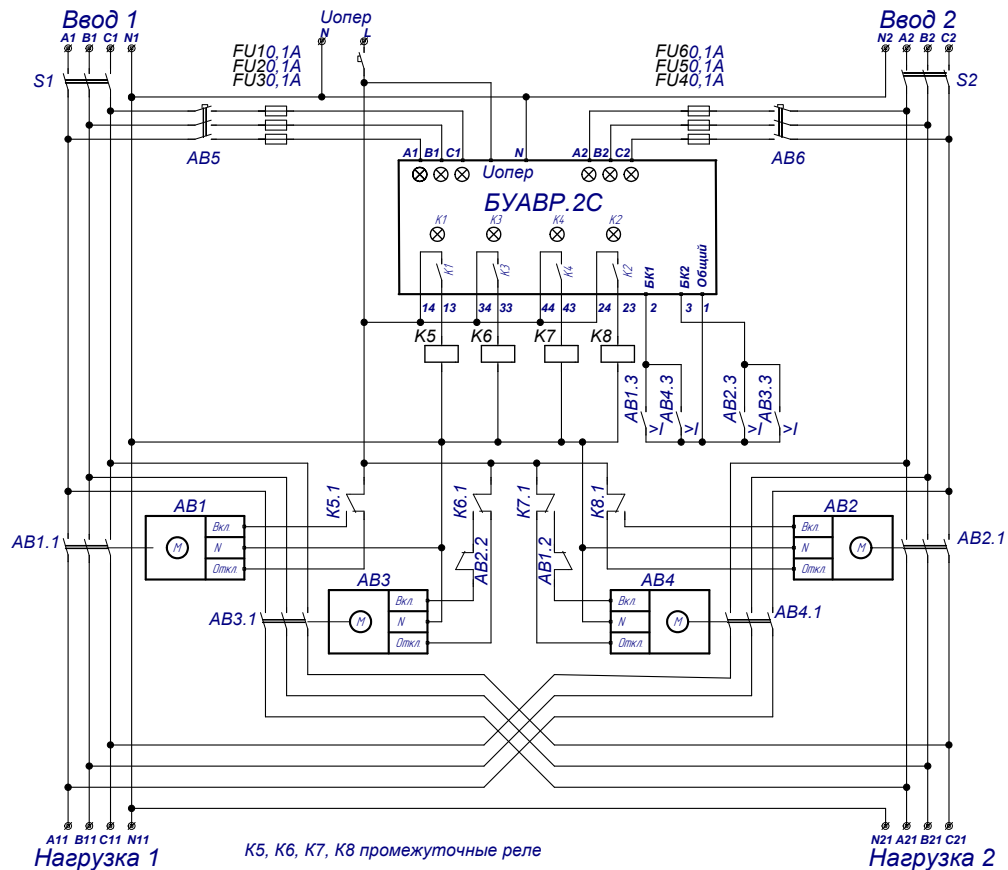 Ввод 1
Uопер
Ввод 2
A1 B1 C1 N1
N L
N2 A2 B2 C2
FU10,1A
FU20,1A
FU30,1A
FU60,1A
FU50,1A
FU40,1A
S1
S2
AB5
AB6
A1 B1 C1
N
A2 B2 C2
Uопер
БУАВР.2С
K1
K3
K4
K2
K1
K3
K4
K2
БК1
БК2
Общий
14 13
34 33
44 43
24 23
2
3
1
K5
K6
K7
K8
AB1.3
AB4.3
AB2.3
AB3.3
>I
>I
>I
>I
K5.1
K6.1
K7.1
K8.1
AB1
Вкл.
N
Откл.
M
AB2
Вкл.
N
Откл.
M
AB1.1
AB2.1
AB2.2
AB1.2
AB3
Вкл.
N
Откл.
M
AB4
Вкл.
N
Откл.
M
AB3.1
AB4.1
A11 B11 C11 N11
N21 A21 B21 C21
Нагрузка 1
К5, К6, К7, К8 промежуточные реле
Нагрузка 2